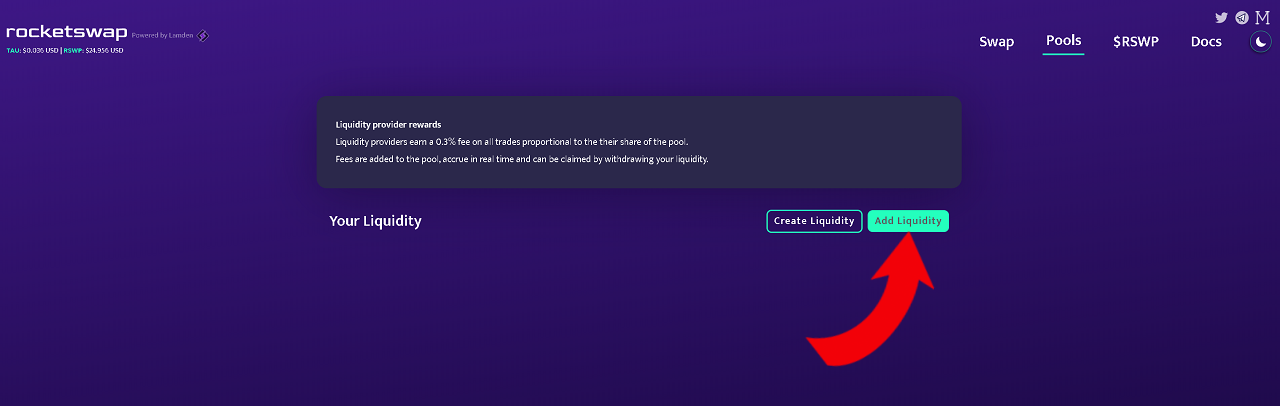 rocketswap Powered by Lamden
TAU: $0.036 USD | RSWP: $24.956 USD
Swap Pools $RSWP Docs
Liquidity provider rewards
Liquidity providers earn a 0.3% fee on all trades proportional to the their share of the pool.
Fees are added to the pool, accrue in real time and can be claimed by withdrawing your liquidity.
Your Liquidity Create Liquidity Add Liquidity